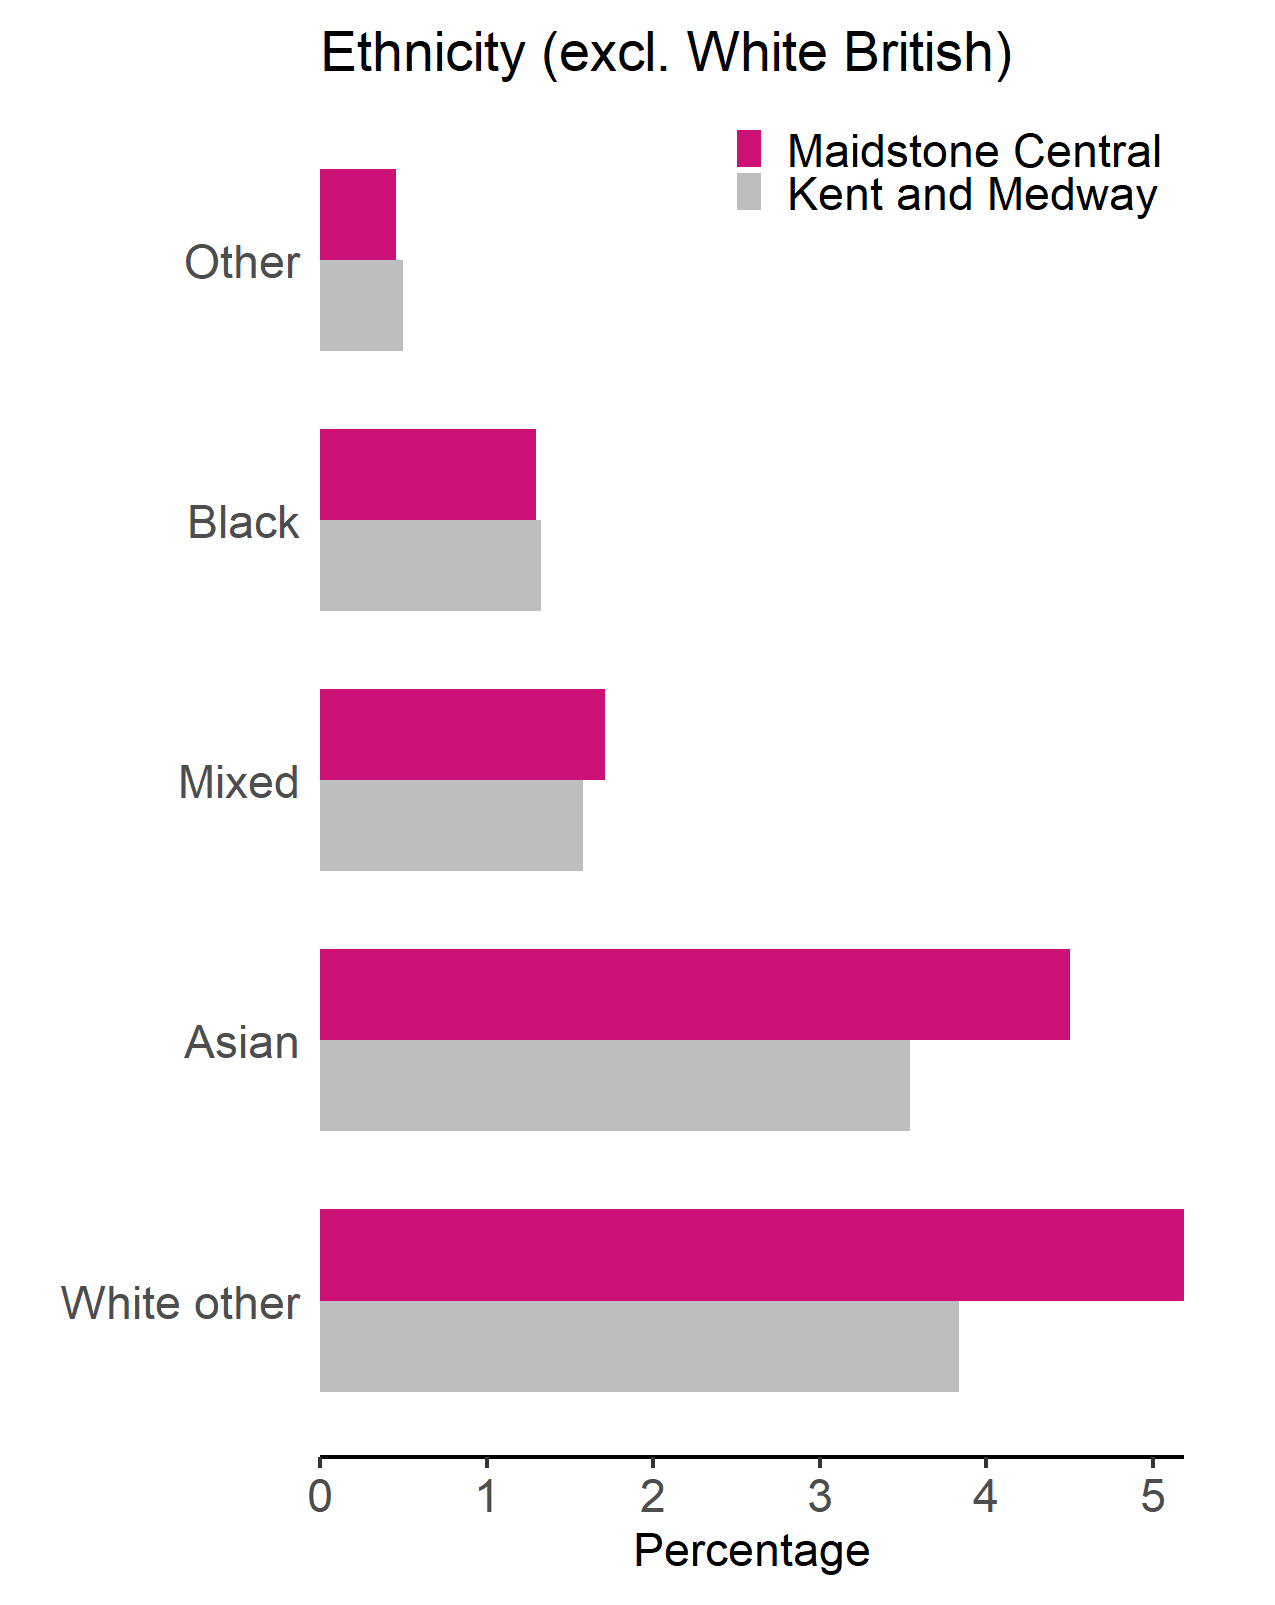 Ethnicity (excl. White British)
Maidstone Central
Kent and Medway
Other
Black
Mixed
Asian
White other
0 1 2 3 4 5
Percentage